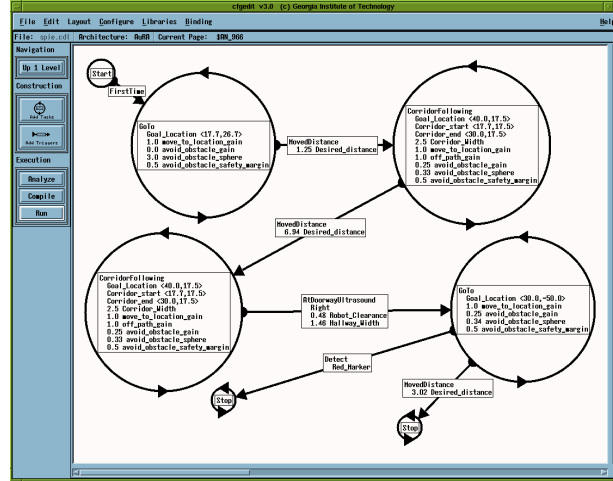 cfgedit v3.0 (c) Georgia Institute of Technology
File Edit Layout Configure Libraries Binding Help
File: spie.cdl Architecture: AuRA Current Page: $AN_966
Navigation
Up 1 Level
Construction
Add Tasks
Add Triggers
Execution
Analyze
Compile
Run
Start
FirstTime
GoTo
Goal_Location <17.7,26.7>
1.0 move_to_location_gain
0.0 avoid_obstacle_gain
3.0 avoid_obstacle_sphere
0.5 avoid_obstacle_safety_margin
MovedDistance
1.25 Desired_distance
CorridorFollowing
Goal_Location <40.0,17.5>
Corridor_start <17.7,17.5>
Corridor_end <30.0,17.5>
2.5 Corridor_Width
1.0 move_to_location_gain
1.0 off_path_gain
0.25 avoid_obstacle_gain
0.33 avoid_obstacle_sphere
0.5 avoid_obstacle_safety_margin
MovedDistance
6.94 Desired_distance
CorridorFollowing
Goal_Location <40.0,17.5>
Corridor_start <17.7,17.5>
Corridor_end <30.0,17.5>
2.5 Corridor_Width
1.0 move_to_location_gain
1.0 off_path_gain
0.25 avoid_obstacle_gain
0.33 avoid_obstacle_sphere
0.5 avoid_obstacle_safety_margin
AtDoorwayUltrasound
Right
0.48 Robot_Clearance
1.46 Hallway_Width
GoTo
Goal_Location <30.0,-50.0>
1.0 move_to_location_gain
0.25 avoid_obstacle_gain
0.34 avoid_obstacle_sphere
0.5 avoid_obstacle_safety_margin
Detect
Red_Marker
MovedDistance
3.02 Desired_distance
Stop
Stop